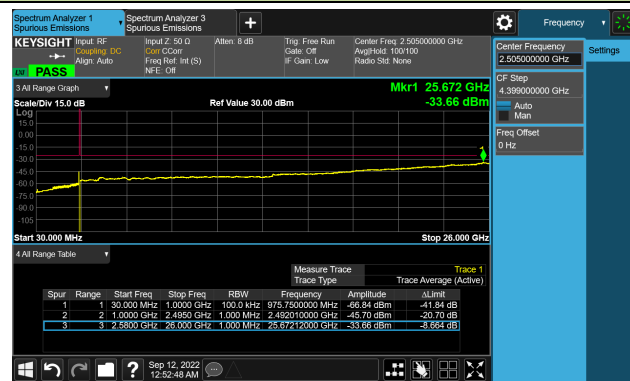 Spectrum Analyzer 1
Spurious Emissions
Spectrum Analyzer 3
Spurious Emissions
Frequency
KEYSIGHT
Input: RF
Coupling: DC
Align: Auto
Input Z: 50 Ω
Corr CCorr
Freq Ref: Int (S)
NFE: Off
Atten: 8 dB
Trig: Free Run
Gate: Off
IF Gain: Low
Center Freq: 2.505000000 GHz
Avg|Hold: 100/100
Radio Std: None
PASS
Center Frequency
2.505000000 GHz
Settings
CF Step
4.399000000 GHz
Auto
Man
Freq Offset
0 Hz
3 All Range Graph
Mkr1 25.672 GHz
-33.66 dBm
Scale/Div 15.0 dB
Ref Value 30.00 dBm
Log
15.0
0.00
-15.0
-30.0
-45.0
-60.0
-75.0
-90.0
-105
1
Start 30.000 MHz
Stop 26.000 GHz
4 All Range Table
Measure Trace Trace 1
Trace Type Trace Average (Active)
Spur Range Start Freq Stop Freq RBW Frequency Amplitude ΔLimit
1 1 30.000 MHz 1.0000 GHz 100.0 kHz 975.7500000 MHz -66.84 dBm -41.84 dB
2 2 1.0000 GHz 2.4950 GHz 1.000 MHz 2.492010000 GHz -45.70 dBm -20.70 dB
3 3 2.5800 GHz 26.000 GHz 1.000 MHz 25.67212000 GHz -33.66 dBm -8.664 dB
Sep 12, 2022
12:52:48 AM